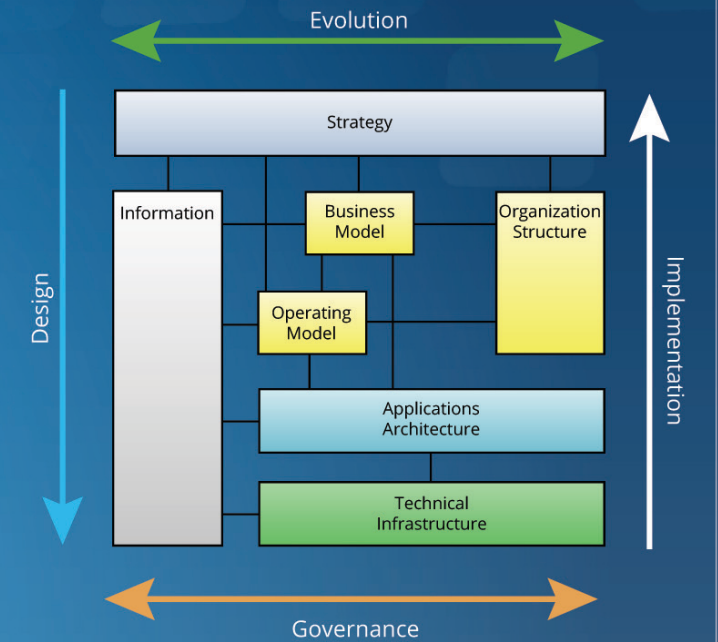 Evolution
Strategy
Information
Business
Model
Organization
Structure
Design
Operating
Model
Implementation
Applications
Architecture
Technical
Infrastructure
Governance